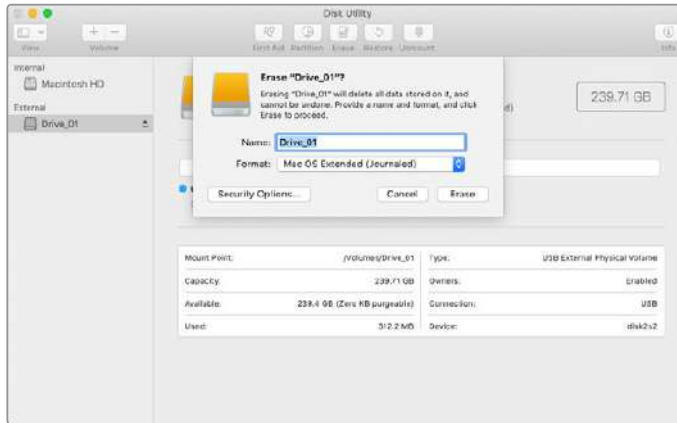 Disk Utility
View
Volume
First Aid Partition Erase Restore Unmount
Info
Internal
Macintosh HD
External
Drive_01
Erase "Drive_01"?
Erasing "Drive_01" will delete all data stored on it, and
cannot be undone. Provide a name and format, and click
Erase to proceed.
239.71 GB
Name: Drive_01
Format: Mac OS Extended (Journaled)
Security Options...
Cancel
Erase
Mount Point: /Volumes/Drive_01
Type: USB External Physical Volume
Capacity: 239.71 GB
Owners: Enabled
Available: 239.4 GB (Zero KB purgeable)
Connection: USB
Used: 312.2 MB
Device: disk2s2